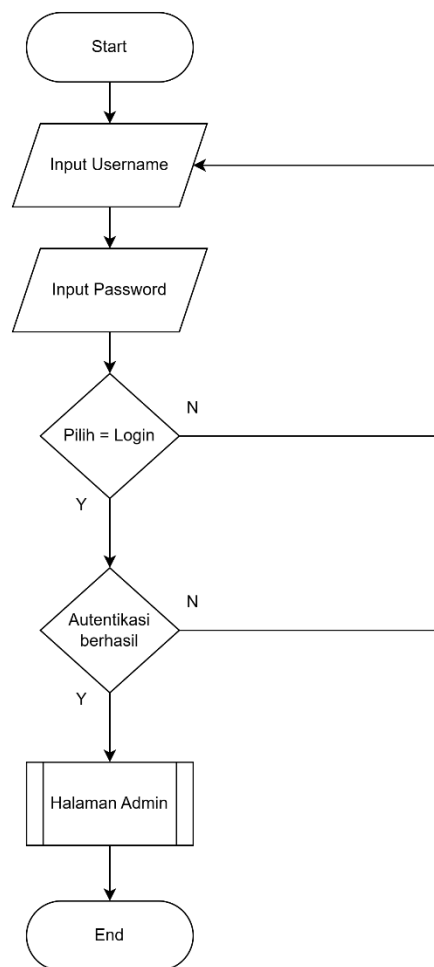 Start
Input Username
Input Password
Pilih = Login
N
Y
Autentikasi
berhasil
N
Y
Halaman Admin
End